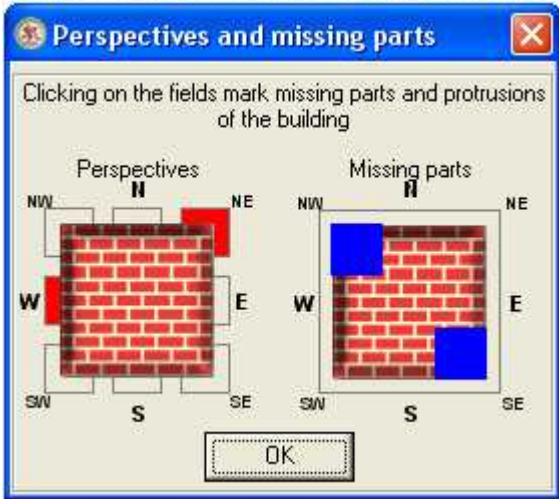 Perspectives and missing parts
Clicking on the fields mark missing parts and protrusions
of the building
Perspectives
N
NW
NE
W
E
SW
S
SE
Missing parts
N
NW
NE
W
E
SW
S
SE
OK